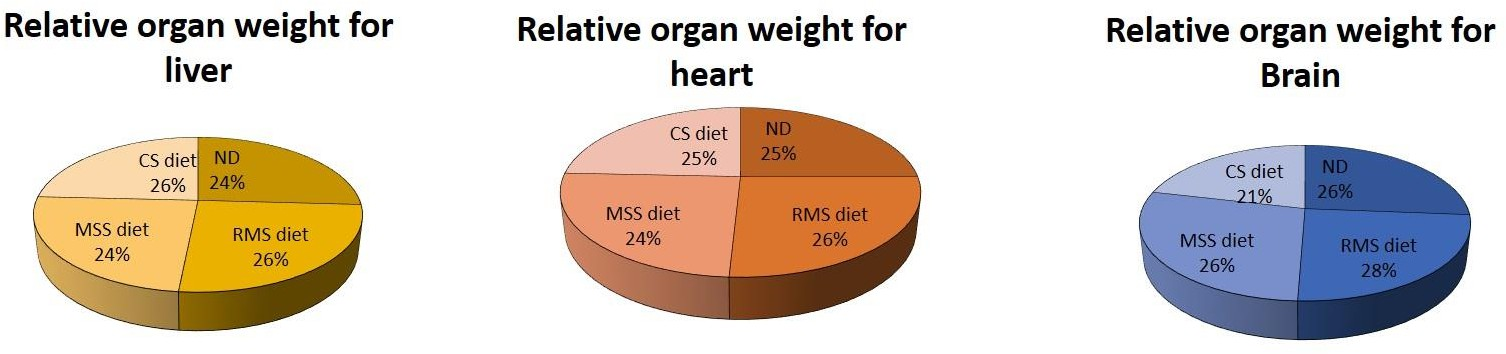 Relative organ weight for
liver
CS diet
26%
ND
24%
MSS diet
24%
RMS diet
26%
Relative organ weight for
heart
CS diet
25%
ND
25%
MSS diet
24%
RMS diet
26%
Relative organ weight for
Brain
CS diet
21%
ND
26%
MSS diet
26%
RMS diet
28%